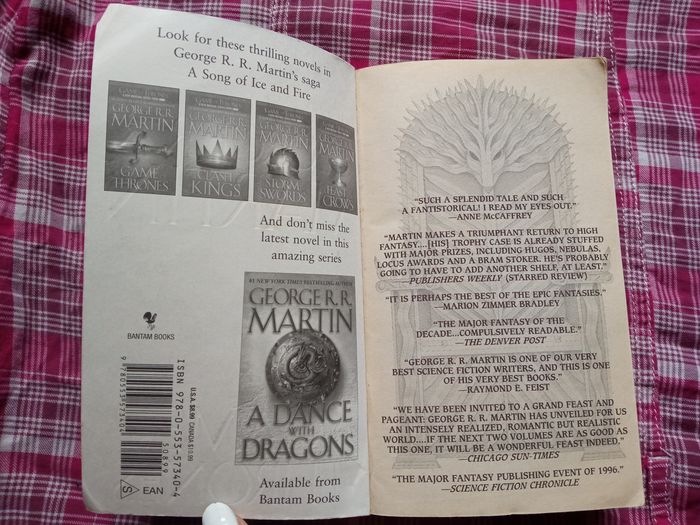 Look for these thrilling novels in
George R. R. Martin's saga
A Song of Ice and Fire
GEORGE R.R.
MARTIN
GAME
THRONES
MARTIN
CLASH
KINGS
MARTIN
STORM
SWORDS
MARTIN
FEAST
CROWS
And don't miss the
latest novel in this
amazing series
#1 NEW YORK TIMES BESTSELLING AUTHOR
GEORGE R.R.
MARTIN
A DANCE
WITH
DRAGONS
Available from
Bantam Books
BANTAM BOOKS
U.S.A. $8.99 CANADA $10.99
ISBN 978-0-553-57340-4
9780553573404
50899
S EAN
"SUCH A SPLENDID TALE AND SUCH
A FANTISTORICAL! I READ MY EYES OUT."
—ANNE McCAFFREY
"MARTIN MAKES A TRIUMPHANT RETURN TO HIGH
FANTASY....[HIS] TROPHY CASE IS ALREADY STUFFED
WITH MAJOR PRIZES, INCLUDING HUGOS, NEBULAS,
LOCUS AWARDS AND A BRAM STOKER. HE'S PROBABLY
GOING TO HAVE TO ADD ANOTHER SHELF, AT LEAST."
—PUBLISHERS WEEKLY (STARRED REVIEW)
"IT IS PERHAPS THE BEST OF THE EPIC FANTASIES."
—MARION ZIMMER BRADLEY
"THE MAJOR FANTASY OF THE
DECADE...COMPULSIVELY READABLE."
—THE DENVER POST
"GEORGE R. R. MARTIN IS ONE OF OUR VERY
BEST SCIENCE FICTION WRITERS, AND THIS IS ONE
OF HIS VERY BEST BOOKS."
—RAYMOND E. FEIST
"WE HAVE BEEN INVITED TO A GRAND FEAST AND
PAGEANT: GEORGE R. R. MARTIN HAS UNVEILED FOR US
AN INTENSELY REALIZED, ROMANTIC BUT REALISTIC
WORLD....IF THE NEXT TWO VOLUMES ARE AS GOOD AS
THIS ONE, IT WILL BE A WONDERFUL FEAST INDEED."
—CHICAGO SUN-TIMES
"THE MAJOR FANTASY PUBLISHING EVENT OF 1996."
—SCIENCE FICTION CHRONICLE